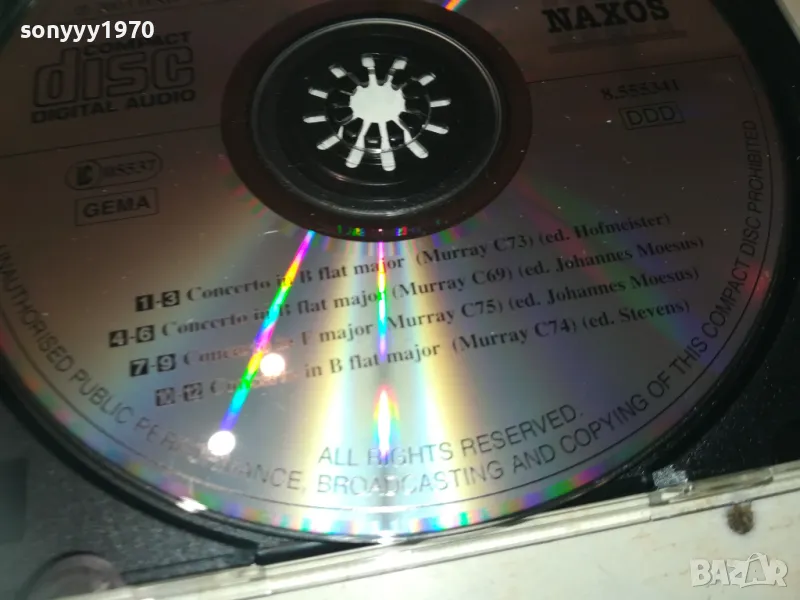 sonyyy1970
NAXOS
COMPACT
disc
DIGITAL AUDIO
8.555341
DDD
GEMA
1-3 Concerto in B flat major (Murray C73) (ed. Hofmeister)
4-6 Concerto in B flat major (Murray C69) (ed. Johannes Moesus)
7-9 F major (Murray C75) (ed. Johannes Moesus)
10-12 in B flat major (Murray C74) (ed. Stevens)
ALL RIGHTS RESERVED.
UNAUTHORISED PUBLIC PERFORMANCE, BROADCASTING AND COPYING OF THIS COMPACT DISC PROHIBITED
BAZAR